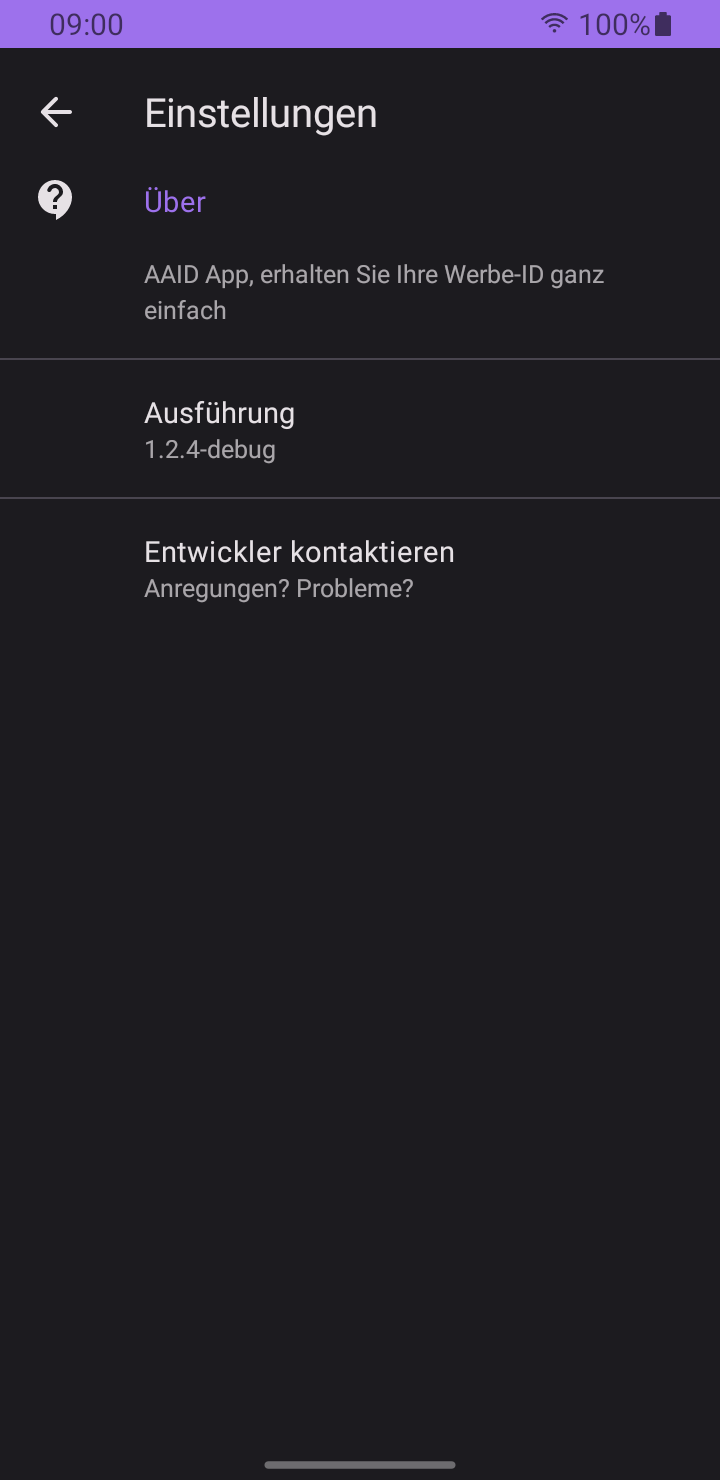 09:00 100%
Einstellungen
Über
AAID App, erhalten Sie Ihre Werbe-ID ganz
einfach
Ausführung
1.2.4-debug
Entwickler kontaktieren
Anregungen? Probleme?